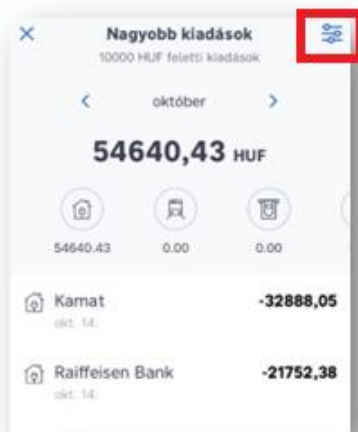 Nagyobb kiadások
10000 HUF feletti kiadások
október
54640,43 HUF
54640.43 0.00 0.00
Kamat -32888,05
okt. 14.
Raiffeisen Bank -21752,38
okt. 14.